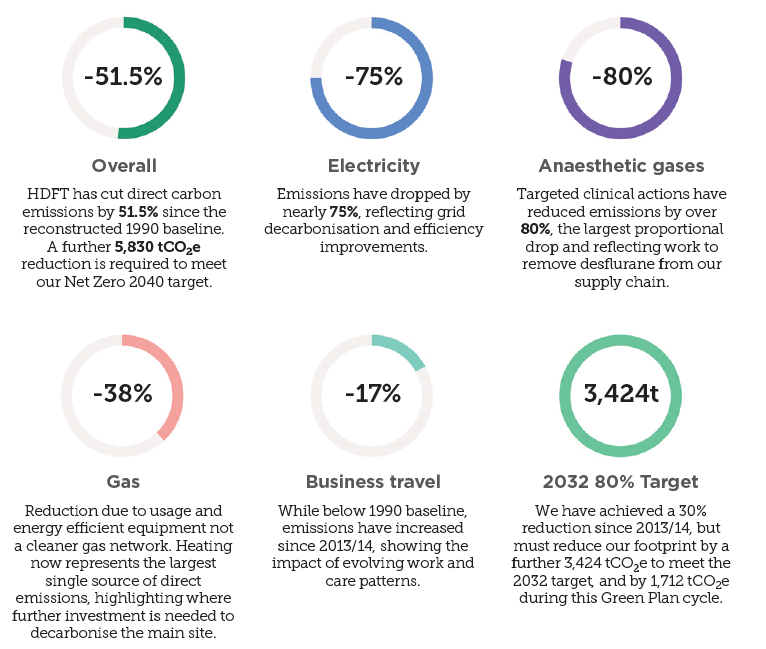 -51.5%
Overall
HDFT has cut direct carbon
emissions by 51.5% since the
reconstructed 1990 baseline.
A further 5,830 tCO₂e
reduction is required to meet
our Net Zero 2040 target.
-75%
Electricity
Emissions have dropped by
nearly 75%, reflecting grid
decarbonisation and efficiency
improvements.
-80%
Anaesthetic gases
Targeted clinical actions have
reduced emissions by over
80%, the largest proportional
drop and reflecting work to
remove desflurane from our
supply chain.
-38%
Gas
Reduction due to usage and
energy efficient equipment not
a cleaner gas network. Heating
now represents the largest
single source of direct
emissions, highlighting where
further investment is needed to
decarbonise the main site.
-17%
Business travel
While below 1990 baseline,
emissions have increased
since 2013/14, showing the
impact of evolving work and
care patterns.
3,424t
2032 80% Target
We have achieved a 30%
reduction since 2013/14, but
must reduce our footprint by a
further 3,424 tCO₂e to meet the
2032 target, and by 1,712 tCO₂e
during this Green Plan cycle.